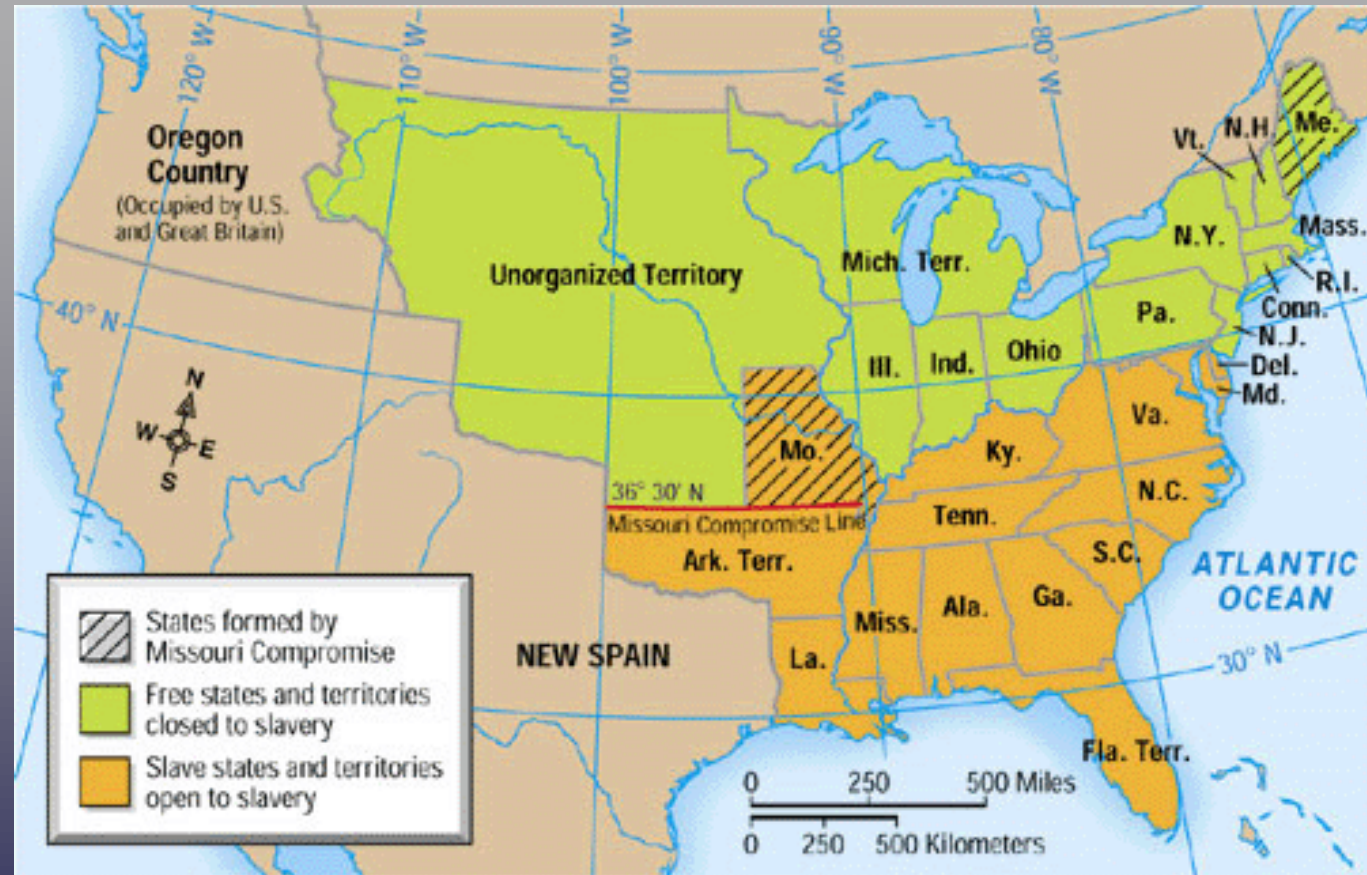 120° W
110° W
100° W
90° W
80° W
Oregon
Country
(Occupied by U.S.
and Great Britain)
Unorganized Territory
Mich. Terr.
Vt.
N.H.
Me.
N.Y.
Mass.
R.I.
Conn.
Pa.
N.J.
Del.
Md.
Ill.
Ind.
Ohio
40° N
N
W
E
S
Mo.
Ky.
Va.
36° 30' N
Missouri Compromise Line
Tenn.
N.C.
Ark. Terr.
S.C.
ATLANTIC
OCEAN
Miss.
Ala.
Ga.
NEW SPAIN
La.
30° N
Fla. Terr.
States formed by
Missouri Compromise
Free states and territories
closed to slavery
Slave states and territories
open to slavery
0 250 500 Miles
0 250 500 Kilometers